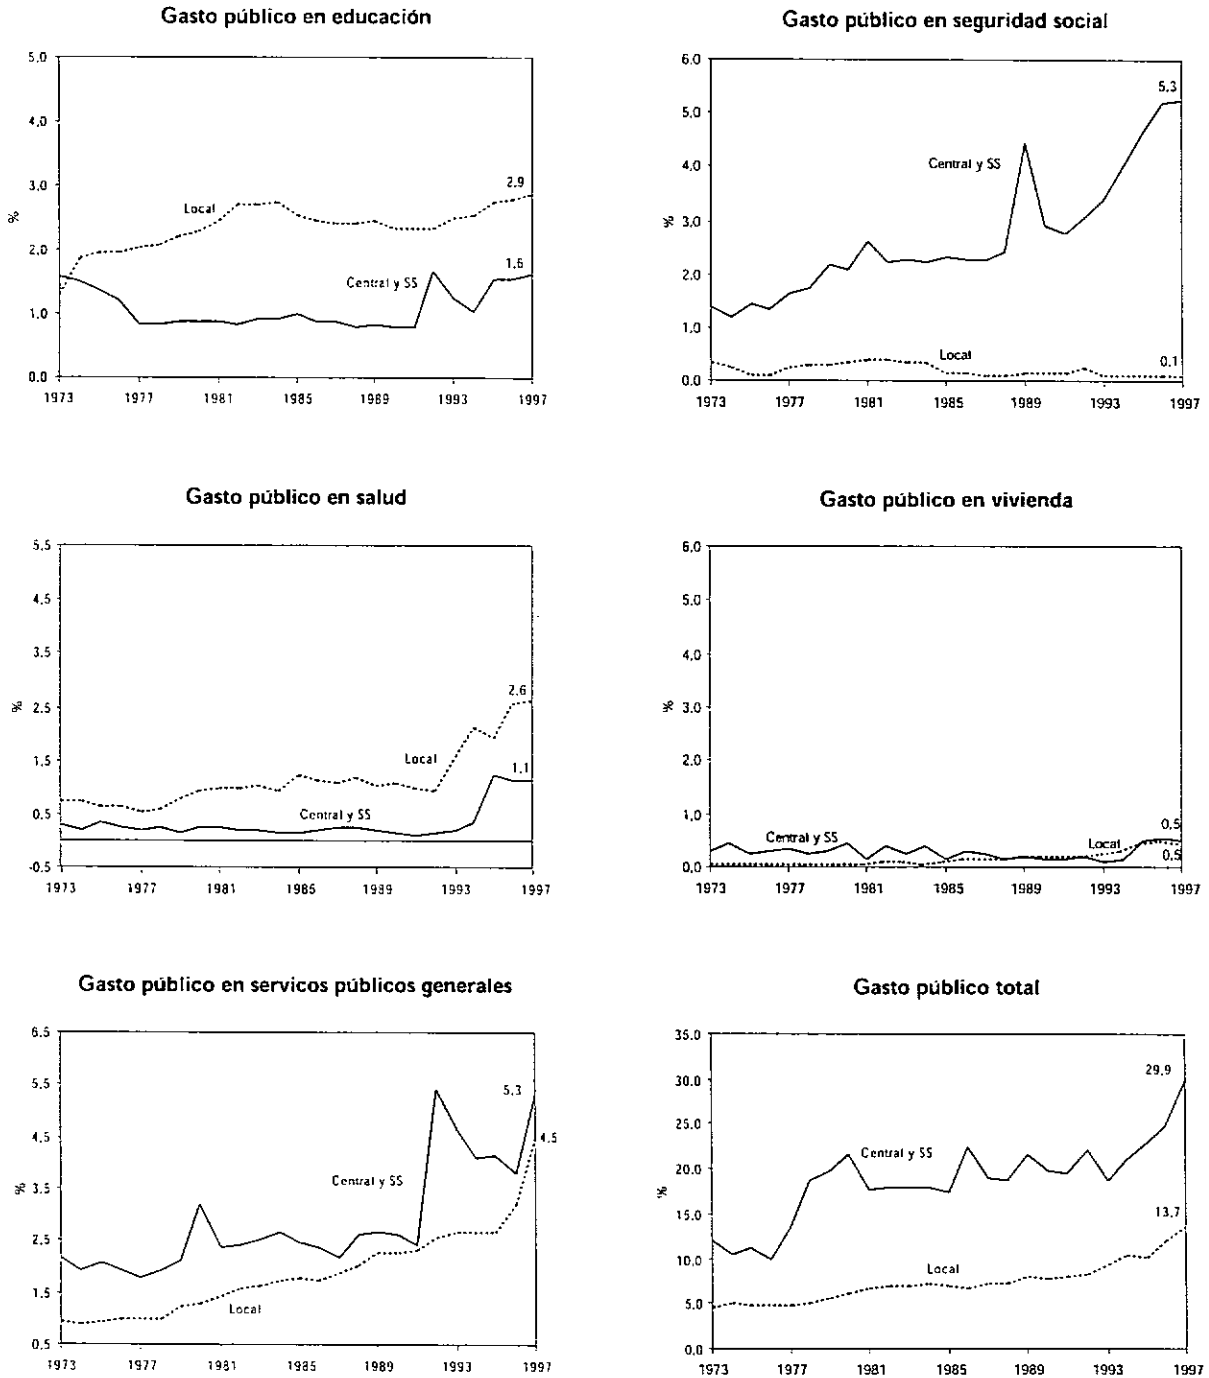 Gasto público en educación
5,0
4,0
3,0
2,0
1,0
0,0
%
Local
2,9
Central y SS
1,6
1973 1977 1981 1985 1989 1993 1997
Gasto público en seguridad social
6,0
5,0
4,0
3,0
2,0
1,0
0,0
%
5,3
Central y SS
Local
0,1
1973 1977 1981 1985 1989 1993 1997
Gasto público en salud
5,5
4,5
3,5
2,5
1,5
0,5
-0,5
%
2,6
Local
1,1
Central y SS
1973 1977 1981 1985 1989 1993 1997
Gasto público en vivienda
6,0
5,0
4,0
3,0
2,0
1,0
0,0
%
Central y SS
Local
0,5
0,5
1973 1977 1981 1985 1989 1993 1997
Gasto público en servicos públicos generales
6,5
5,5
4,5
3,5
2,5
1,5
0,5
%
5,3
4,5
Central y SS
Local
1973 1977 1981 1985 1989 1993 1997
Gasto público total
35,0
30,0
25,0
20,0
15,0
10,0
5,0
0,0
%
29,9
Central y SS
13,7
Local
1973 1977 1981 1985 1989 1993 1997